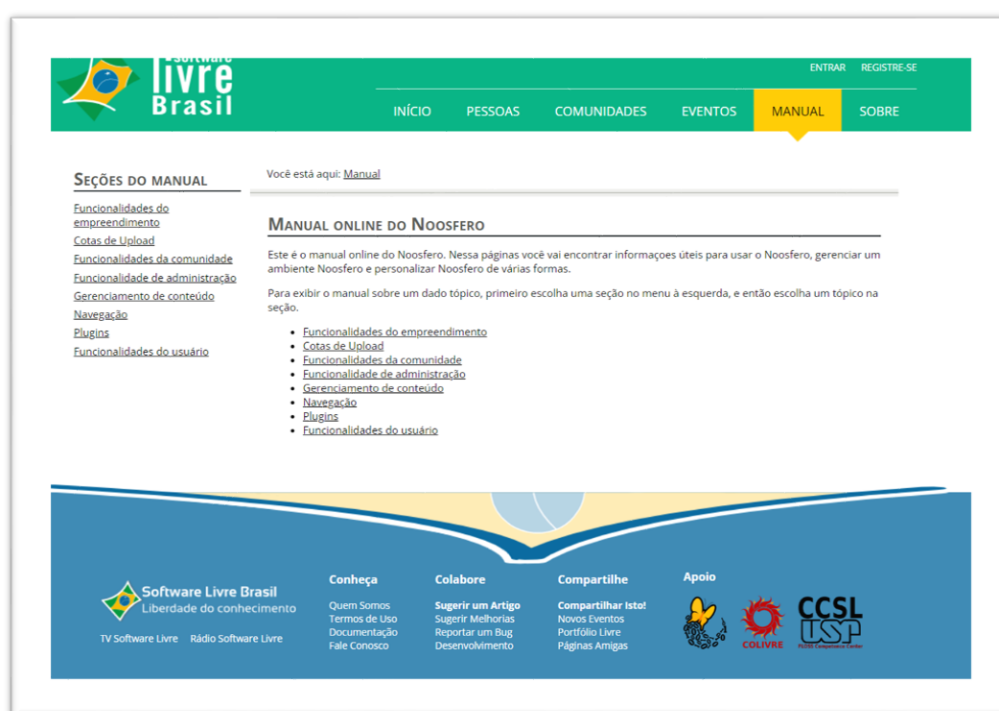 software
livre
Brasil
ENTRAR REGISTRE-SE
INÍCIO PESSOAS COMUNIDADES EVENTOS MANUAL SOBRE
SEÇÕES DO MANUAL
Funcionalidades do
empreendimento
Cotas de Upload
Funcionalidades da comunidade
Funcionalidade de administração
Gerenciamento de conteúdo
Navegação
Plugins
Funcionalidades do usuário
Você está aqui: Manual
MANUAL ONLINE DO NOOSFERO
Este é o manual online do Noosfero. Nessa páginas você vai encontrar informaçoes úteis para usar o Noosfero, gerenciar um
ambiente Noosfero e personalizar Noosfero de várias formas.
Para exibir o manual sobre um dado tópico, primeiro escolha uma seção no menu à esquerda, e então escolha um tópico na
seção.
Funcionalidades do empreendimento
Cotas de Upload
Funcionalidades da comunidade
Funcionalidade de administração
Gerenciamento de conteúdo
Navegação
Plugins
Funcionalidades do usuário
Software Livre Brasil
Liberdade do conhecimento
TV Software Livre Rádio Software Livre
Conheça
Quem Somos
Termos de Uso
Documentação
Fale Conosco
Colabore
Sugerir um Artigo
Sugerir Melhorias
Reportar um Bug
Desenvolvimento
Compartilhe
Compartilhar Isto!
Novos Eventos
Portfólio Livre
Páginas Amigas
Apoio
COLIVRE
CCSL
USP
FLOSS Competence Center